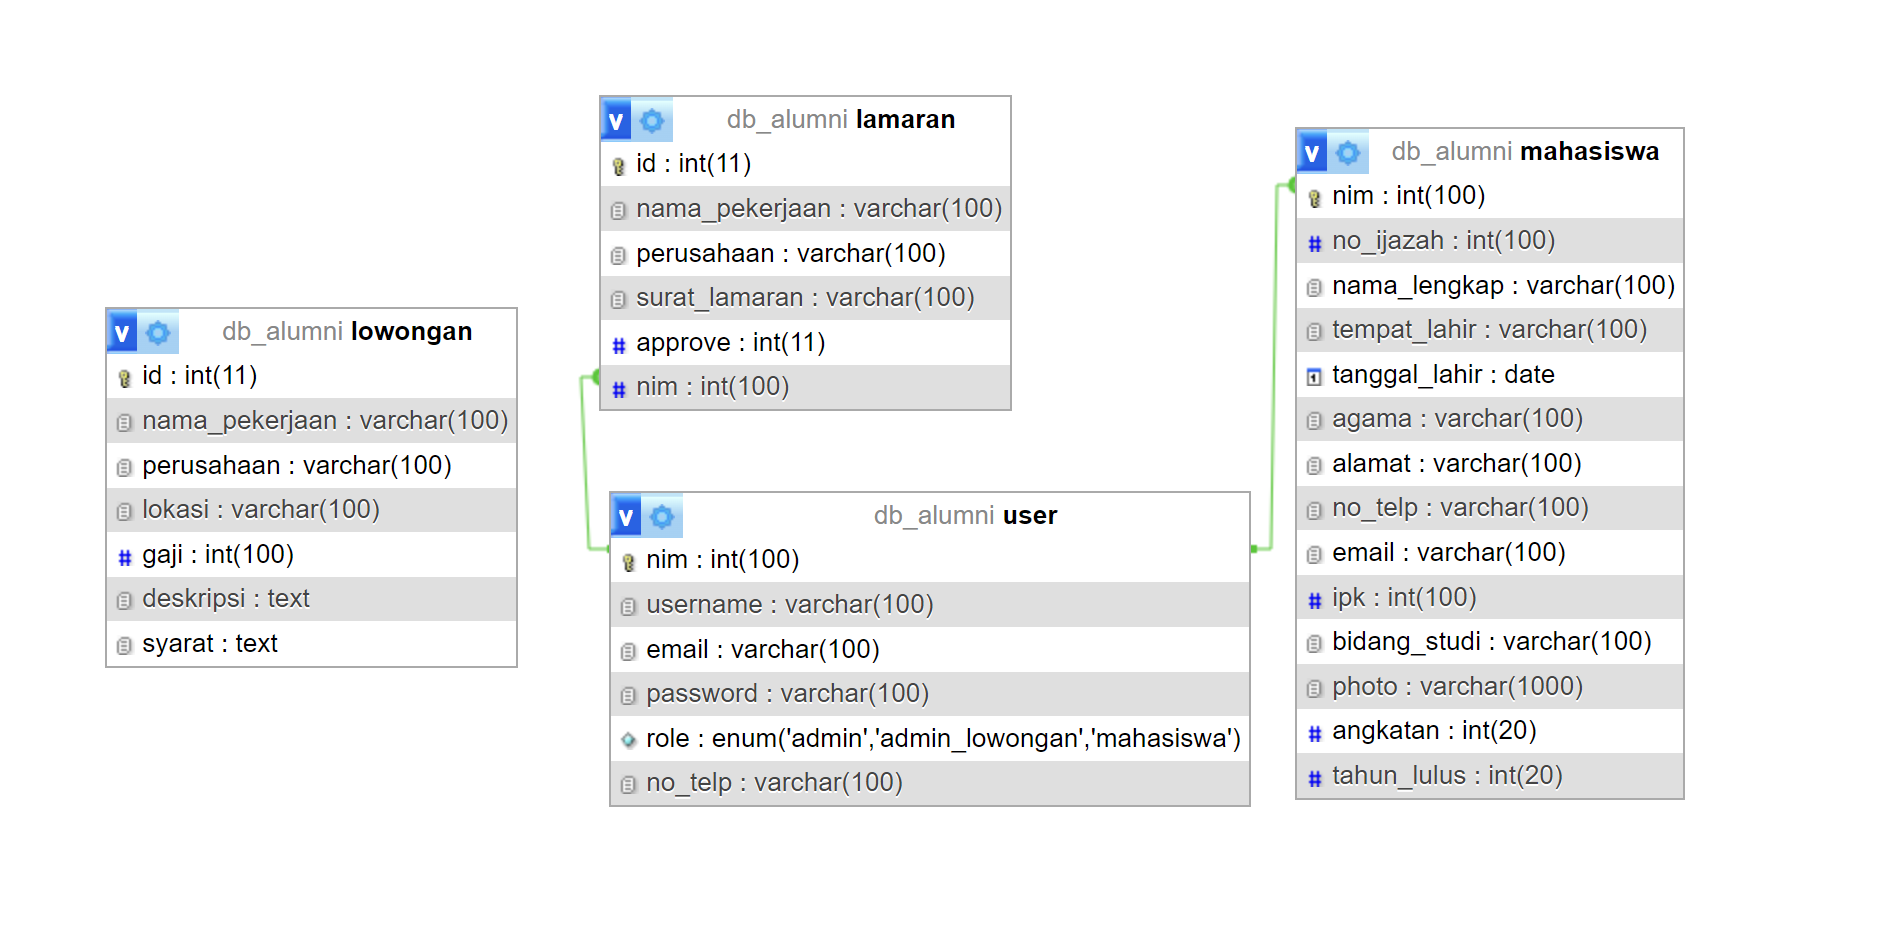 v db_alumni lowongan
id : int(11)
nama_pekerjaan : varchar(100)
perusahaan : varchar(100)
lokasi : varchar(100)
# gaji : int(100)
deskripsi : text
syarat : text
v db_alumni lamaran
id : int(11)
nama_pekerjaan : varchar(100)
perusahaan : varchar(100)
surat_lamaran : varchar(100)
# approve : int(11)
# nim : int(100)
v db_alumni user
nim : int(100)
username : varchar(100)
email : varchar(100)
password : varchar(100)
role : enum('admin','admin_lowongan','mahasiswa')
no_telp : varchar(100)
v db_alumni mahasiswa
nim : int(100)
# no_ijazah : int(100)
nama_lengkap : varchar(100)
tempat_lahir : varchar(100)
tanggal_lahir : date
agama : varchar(100)
alamat : varchar(100)
no_telp : varchar(100)
email : varchar(100)
# ipk : int(100)
bidang_studi : varchar(100)
photo : varchar(1000)
# angkatan : int(20)
# tahun_lulus : int(20)